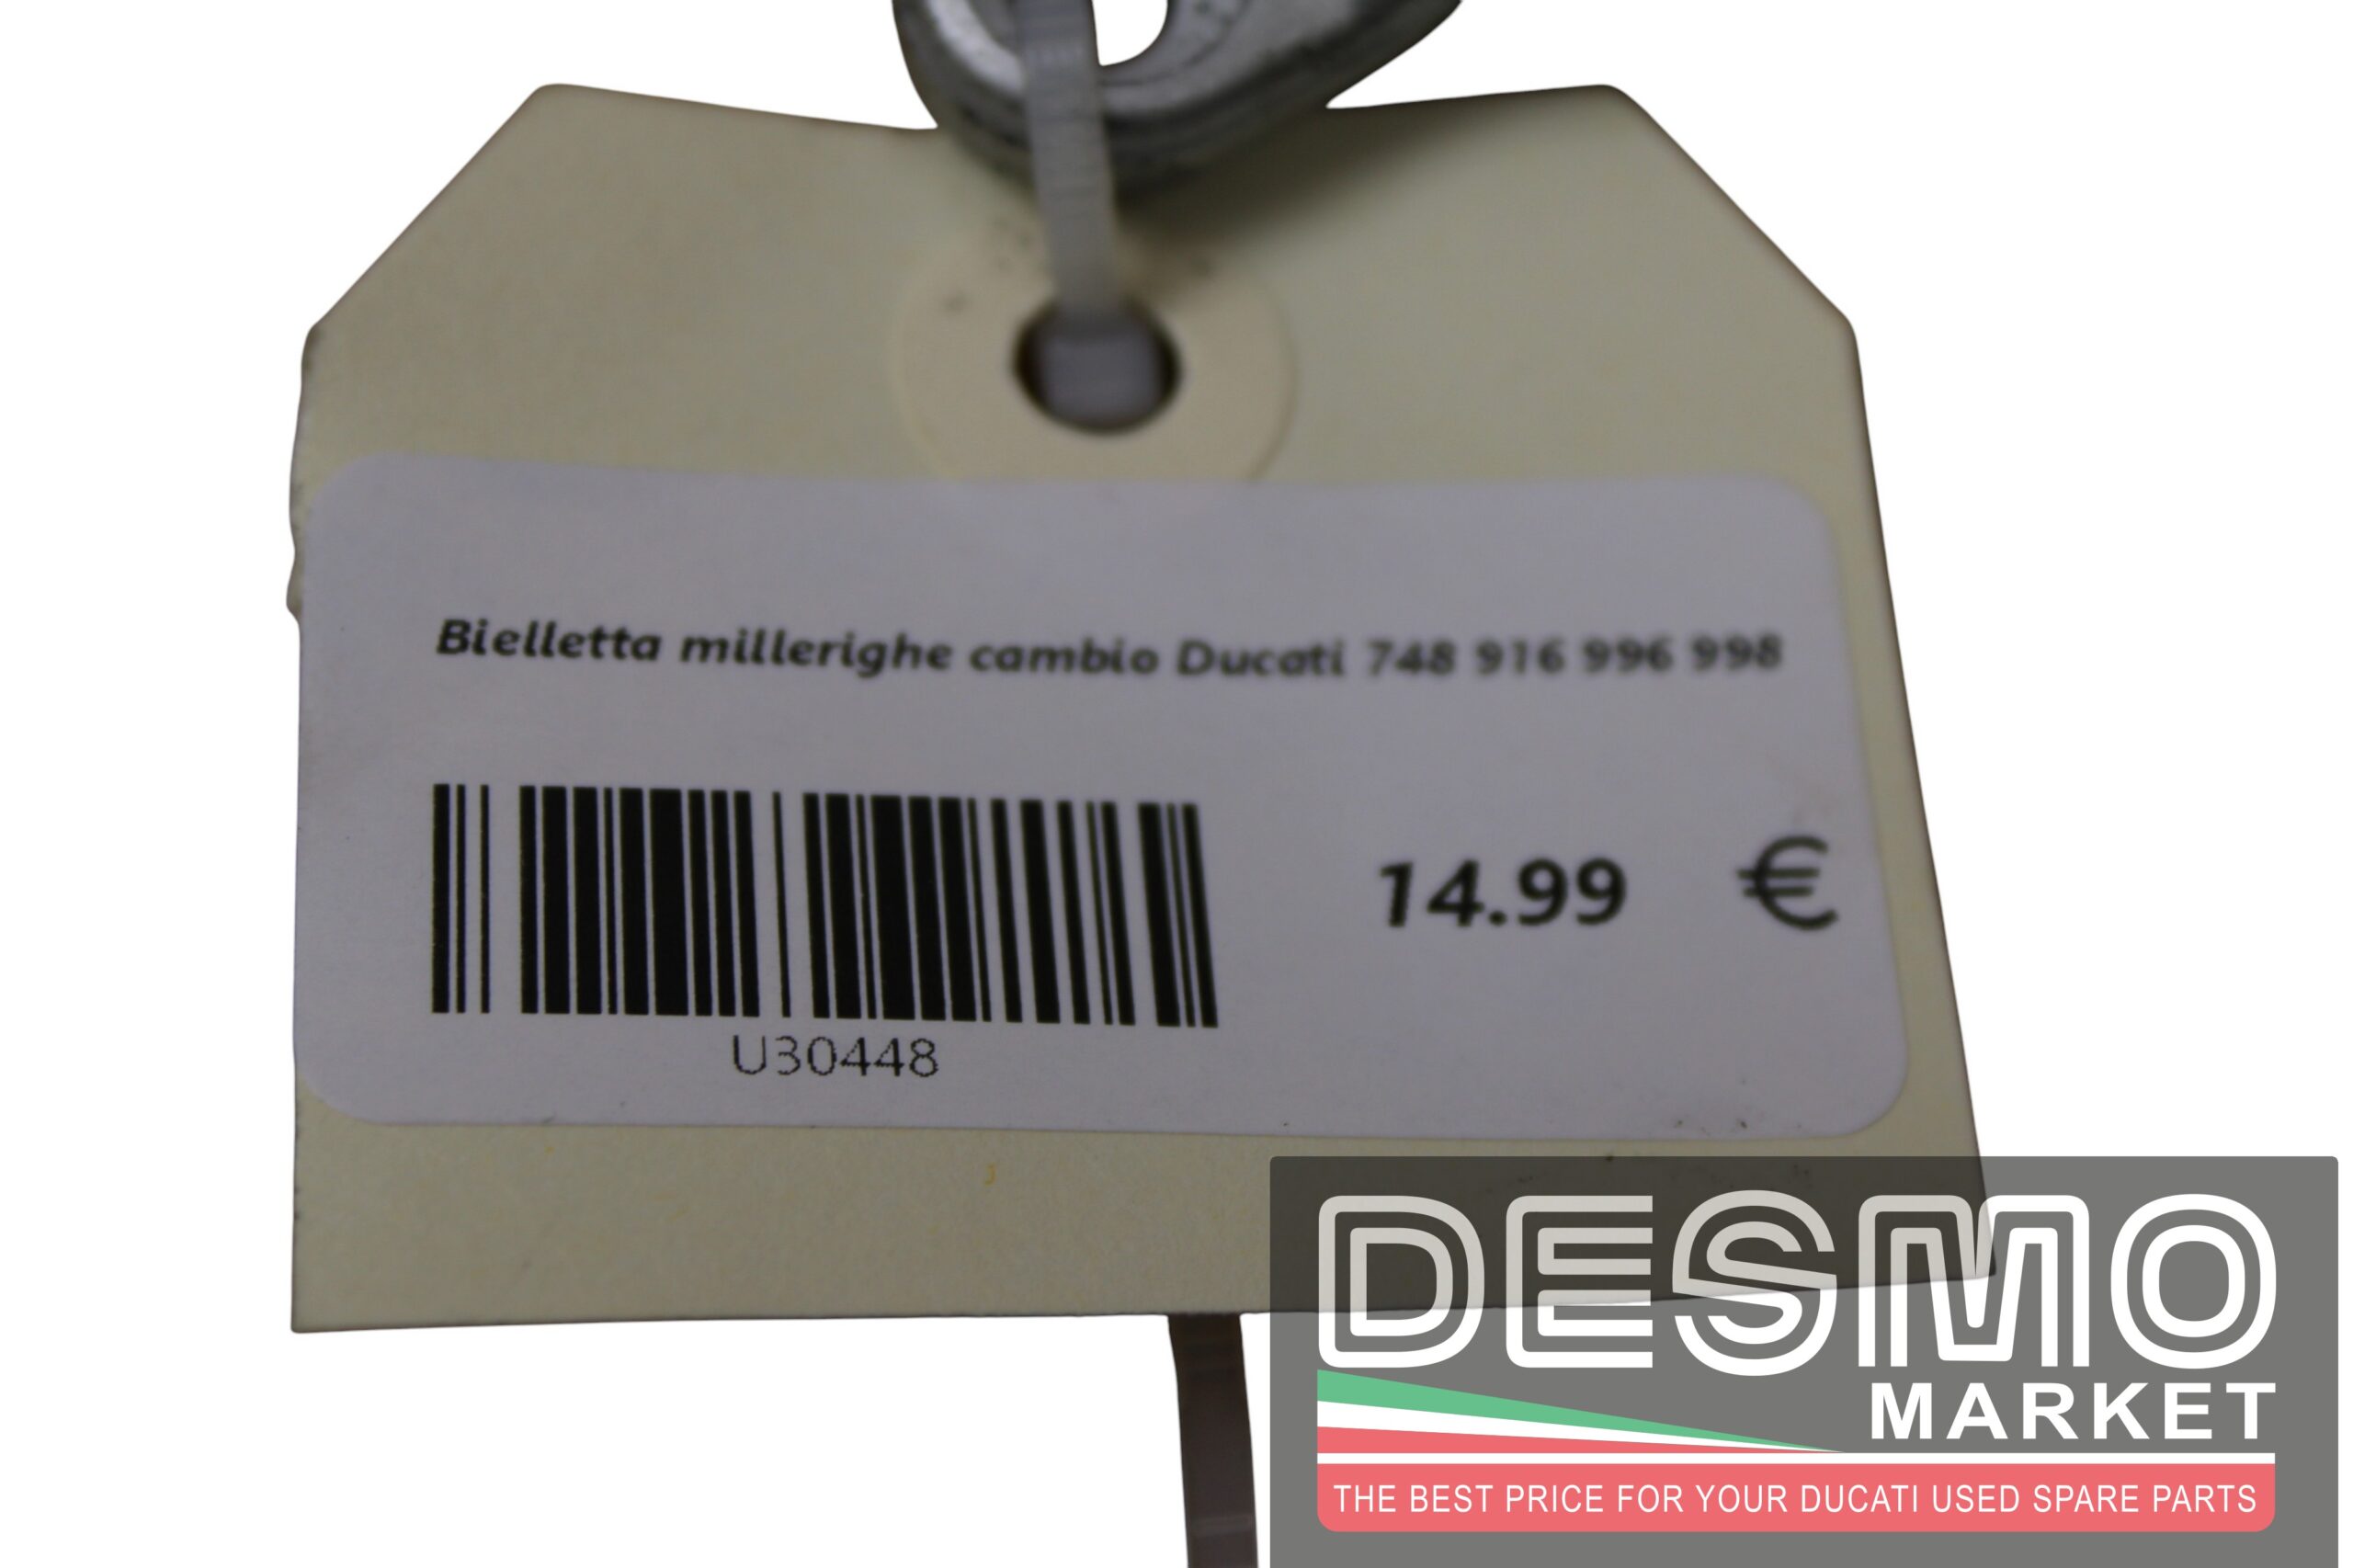 Bielletta millerighe cambio Ducati 748 916 996 998
14.99 €
U30448
DESMO
MARKET
THE BEST PRICE FOR YOUR DUCATI USED SPARE PARTS